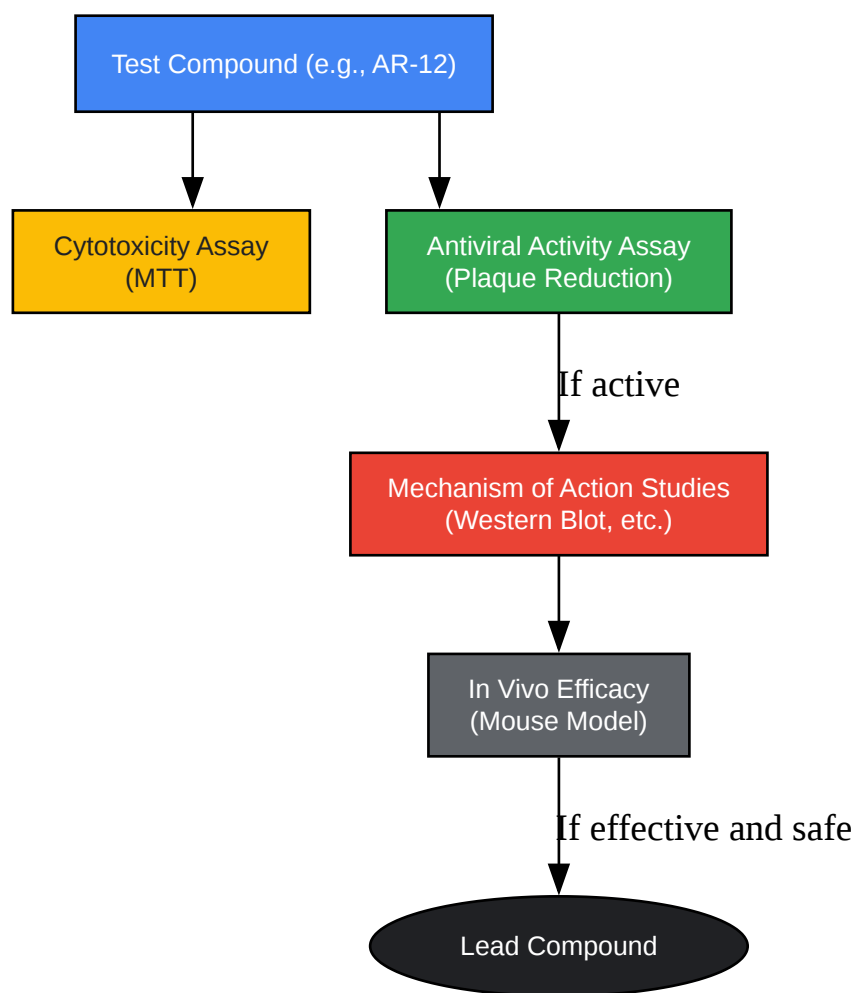 Test Compound (e.g., AR-12)
Cytotoxicity Assay
(MTT)
Antiviral Activity Assay
(Plaque Reduction)
If active
Mechanism of Action Studies
(Western Blot, etc.)
In Vivo Efficacy
(Mouse Model)
If effective and safe
Lead Compound